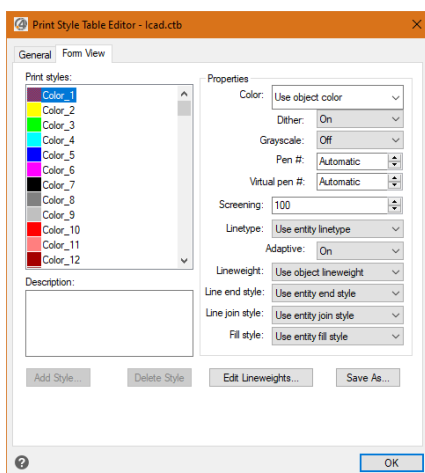 Print Style Table Editor - Icad.ctb
General
Form View
Print styles:
Color_1
Color_2
Color_3
Color_4
Color_5
Color_6
Color_7
Color_8
Color_9
Color_10
Color_11
Color_12
Description:
Add Style...
Delete Style
Properties
Color:
Use object color
Dither:
On
Grayscale:
Off
Pen #:
Automatic
Virtual pen #:
Automatic
Screening:
100
Linetype:
Use entity linetype
Adaptive:
On
Lineweight:
Use object lineweight
Line end style:
Use entity end style
Line join style:
Use entity join style
Fill style:
Use entity fill style
Edit Lineweights...
Save As...
OK